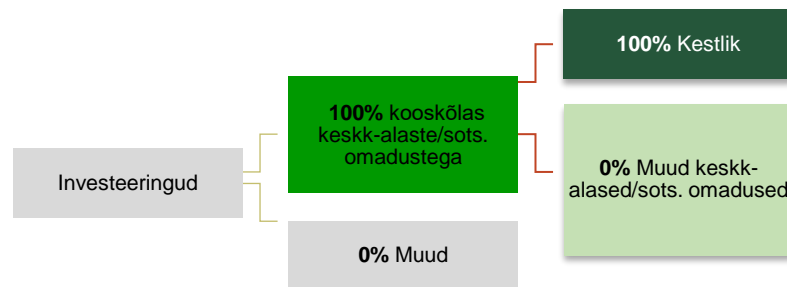 Investeeringud
100% kooskõlas
keskk-alaste/sots.
omadustega
0% Muud
100% Kestlik
0% Muud keskk-
alased/sots. omadused